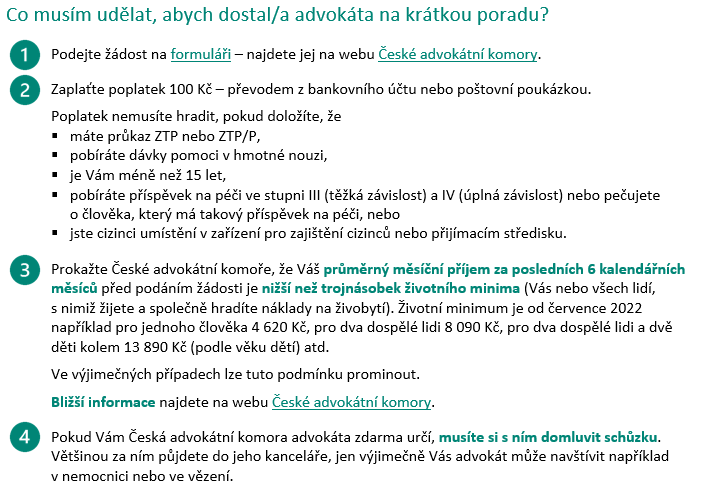 Co musím udělat, abych dostal/a advokáta na krátkou poradu?
1 Podejte žádost na formuláři – najdete jej na webu České advokátní komory.
2 Zaplaťte poplatek 100 Kč – převodem z bankovního účtu nebo poštovní poukázkou.
Poplatek nemusíte hradit, pokud doložíte, že
▪ máte průkaz ZTP nebo ZTP/P,
▪ pobíráte dávky pomoci v hmotné nouzi,
▪ je Vám méně než 15 let,
▪ pobíráte příspěvek na péči ve stupni III (těžká závislost) a IV (úplná závislost) nebo pečujete
o člověka, který má takový příspěvek na péči, nebo
▪ jste cizinci umístění v zařízení pro zajištění cizinců nebo přijímacím středisku.
3 Prokažte České advokátní komoře, že Váš průměrný měsíční příjem za posledních 6 kalendářních
měsíců před podáním žádosti je nižší než trojnásobek životního minima (Vás nebo všech lidí,
s nimiž žijete a společně hradíte náklady na živobytí). Životní minimum je od července 2022
například pro jednoho člověka 4 620 Kč, pro dva dospělé lidi 8 090 Kč, pro dva dospělé lidi a dvě
děti kolem 13 890 Kč (podle věku dětí) atd.
Ve výjimečných případech lze tuto podmínku prominout.
Bližší informace najdete na webu České advokátní komory.
4 Pokud Vám Česká advokátní komora advokáta zdarma určí, musíte si s ním domluvit schůzku.
Většinou za ním půjdete do jeho kanceláře, jen výjimečně Vás advokát může navštívit například
v nemocnici nebo ve vězení.